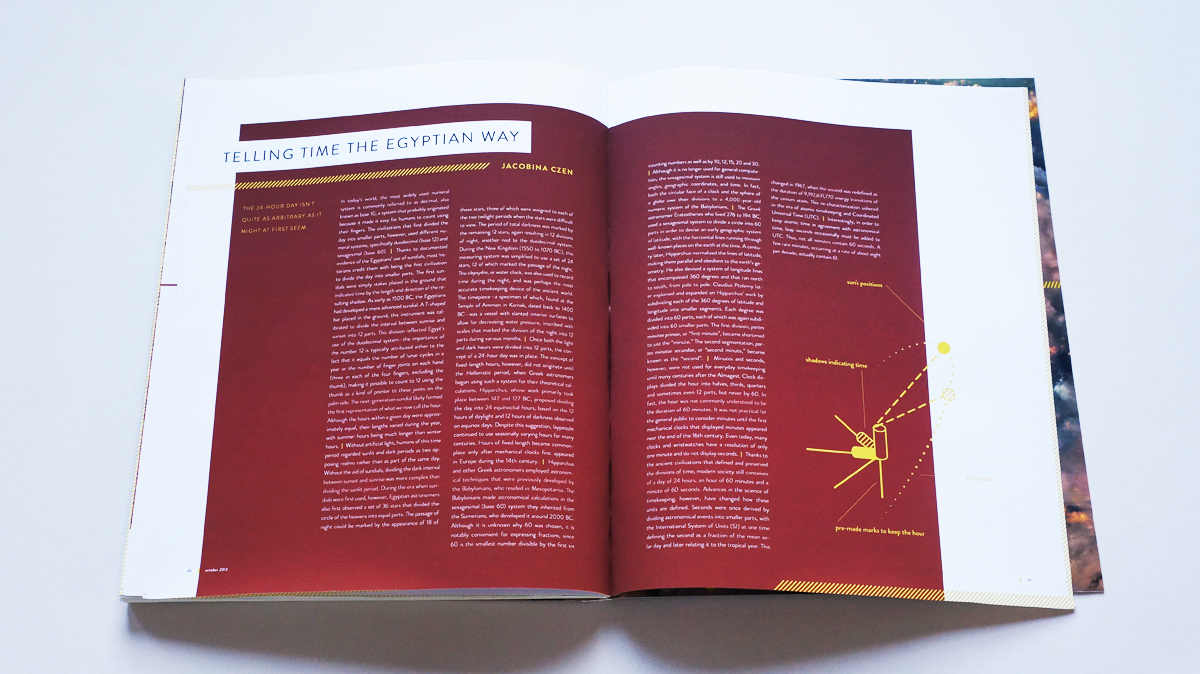 TELLING TIME THE EGYPTIAN WAY
JACOBINA CZEN
THE 24-HOUR DAY ISN'T
QUITE AS ARBITRARY AS IT
MIGHT AT FIRST SEEM
In today's world, the most widely used numeral
system is commonly referred to as decimal, also
known as base 10, a system that probably originated
because it made it easy for humans to count using
their fingers. The civilizations that first divided the
day into smaller parts, however, used different nu-
meral systems, specifically duodecimal (base 12) and
sexagesimal (base 60). | Thanks to documented
evidence of the Egyptians' use of sundials, most his-
torians credit them with being the first civilization
to divide the day into smaller parts. The first sun-
dials were simply stakes placed in the ground that
indicated time by the length and direction of the re-
sulting shadow. As early as 1500 BC, the Egyptians
had developed a more advanced sundial. A T-shaped
bar placed in the ground, this instrument was cal-
ibrated to divide the interval between sunrise and
sunset into 12 parts. This division reflected Egypt's
use of the duodecimal system--the importance of
the number 12 is typically attributed either to the
fact that it equals the number of lunar cycles in a
year or the number of finger joints on each hand
(three in each of the four fingers, excluding the
thumb), making it possible to count to 12 using the
thumb as a kind of pointer to these joints on the
palm side. The next-generation sundial likely formed
the first representation of what we now call the hour.
Although the hours within a given day were approx-
imately equal, their lengths varied during the year,
with summer hours being much longer than winter
hours. | Without artificial light, humans of this time
period regarded sunlit and dark periods as two op-
posing realms rather than as part of the same day.
Without the aid of sundials, dividing the dark interval
between sunset and sunrise was more complex than
dividing the sunlit period. During the era when sun-
dials were first used, however, Egyptian astronomers
also first observed a set of 36 stars that divided the
circle of the heavens into equal parts. The passage of
night could be marked by the appearance of 18 of
these stars, three of which were assigned to each of
the two twilight periods when the stars were difficult
to view. The period of total darkness was marked by
the remaining 12 stars, again resulting in 12 divisions
of night, another nod to the duodecimal system.
During the New Kingdom (1550 to 1070 BC), this
measuring system was simplified to use a set of 24
stars, 12 of which marked the passage of the night.
The clepsydra, or water clock, was also used to record
time during the night, and was perhaps the most
accurate timekeeping device of the ancient world.
The timepiece--a specimen of which, found at the
Temple of Ammon in Karnak, dated back to 1400
BC--was a vessel with slanted interior surfaces to
allow for decreasing water pressure, inscribed with
scales that marked the division of the night into 12
parts during various months. | Once both the light
and dark hours were divided into 12 parts, the con-
cept of a 24-hour day was in place. The concept of
fixed-length hours, however, did not originate until
the Hellenistic period, when Greek astronomers
began using such a system for their theoretical cal-
culations. Hipparchus, whose work primarily took
place between 147 and 127 BC, proposed dividing
the day into 24 equinoctial hours, based on the 12
hours of daylight and 12 hours of darkness observed
on equinox days. Despite this suggestion, laypeople
continued to use seasonally varying hours for many
centuries. Hours of fixed length became common-
place only after mechanical clocks first appeared
in Europe during the 14th century. | Hipparchus
and other Greek astronomers employed astronom-
ical techniques that were previously developed by
the Babylonians, who resided in Mesopotamia. The
Babylonians made astronomical calculations in the
sexagesimal (base 60) system they inherited from
the Sumerians, who developed it around 2000 BC.
Although it is unknown why 60 was chosen, it is
notably convenient for expressing fractions, since
60 is the smallest number divisible by the first six
counting numbers as well as by 10, 12, 15, 20 and 30.
| Although it is no longer used for general computa-
tion, the sexagesimal system is still used to measure
angles, geographic coordinates, and time. In fact,
both the circular face of a clock and the sphere of
a globe owe their divisions to a 4,000-year-old
numeric system of the Babylonians. | The Greek
astronomer Eratosthenes who lived 276 to 194 BC,
used a sexagesimal system to divide a circle into 60
parts in order to devise an early geographic system
of latitude, with the horizontal lines running through
well-known places on the earth at the time. A centu-
ry later, Hipparchus normalized the lines of latitude,
making them parallel and obedient to the earth's ge-
ometry. He also devised a system of longitude lines
that encompassed 360 degrees and that ran north
to south, from pole to pole. Claudius Ptolemy lat-
er explained and expanded on Hipparchus' work by
subdividing each of the 360 degrees of latitude and
longitude into smaller segments. Each degree was
divided into 60 parts, each of which was again subdi-
vided into 60 smaller parts. The first division, partes
minutae primae, or "first minute", became shortened
to just the "minute." The second segmentation, par-
tes minutae secundae, or "second minute," became
known as the "second". | Minutes and seconds,
however, were not used for everyday timekeeping
until many centuries after the Almagest. Clock dis-
plays divided the hour into halves, thirds, quarters
and sometimes even 12 parts, but never by 60. In
fact, the hour was not commonly understood to be
the duration of 60 minutes. It was not practical for
the general public to consider minutes until the first
mechanical clocks that displayed minutes appeared
near the end of the 16th century. Even today, many
clocks and wristwatches have a resolution of only
one minute and do not display seconds. | Thanks to
the ancient civilizations that defined and preserved
the divisions of time, modern society still conceives
of a day of 24 hours, an hour of 60 minutes and a
minute of 60 seconds. Advances in the science of
timekeeping, however, have changed how these
units are defined. Seconds were once derived by
dividing astronomical events into smaller parts, with
the International System of Units (SI) at one time
defining the second as a fraction of the mean so-
lar day and later relating it to the tropical year. This
changed in 1967, when the second was redefined as
the duration of 9,192,631,770 energy transitions of
the cesium atom. This re-characterization ushered
in the era of atomic timekeeping and Coordinated
Universal Time (UTC). | Interestingly, in order to
keep atomic time in agreement with astronomical
time, leap seconds occasionally must be added to
UTC. Thus, not all minutes contain 60 seconds. A
few rare minutes, occurring at a rate of about eight
per decade, actually contain 61.
sun's positions
shadows indicating time
sun's path
pre-made marks to keep the hour
46 october 2012
47